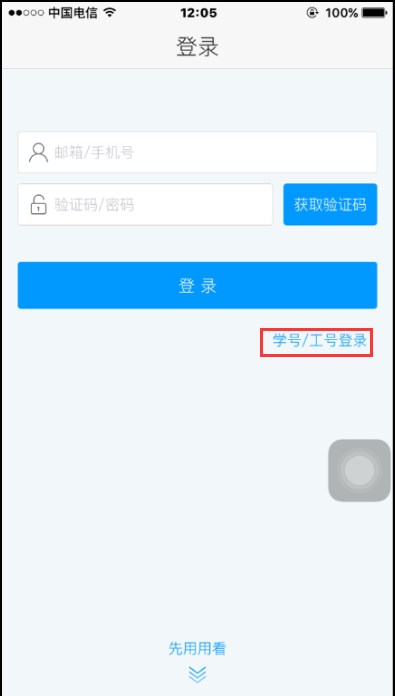 中国电信 12:05 100%
登录
邮箱/手机号
验证码/密码 获取验证码
登 录
学号/工号登录
先用用看